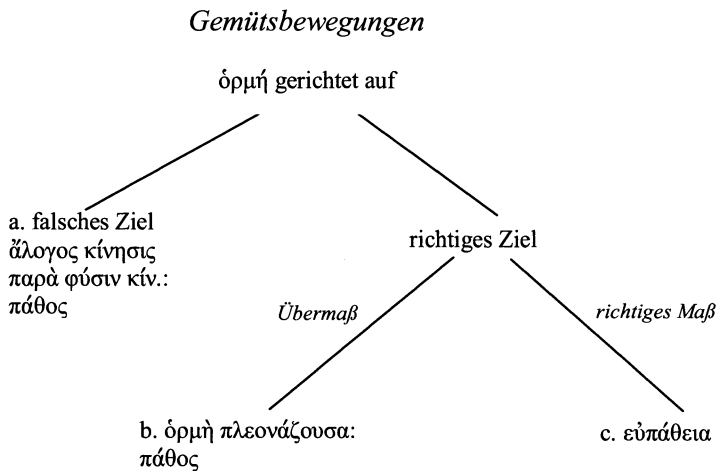 Gemütsbewegungen
ὁρμή gerichtet auf
a. falsches Ziel
ἄλογος κίνησις
παρὰ φύσιν κίν.:
πάθος
richtiges Ziel
Übermaß
richtiges Maß
b. ὁρμὴ πλεονάζουσα:
πάθος
c. εὐπάθεια